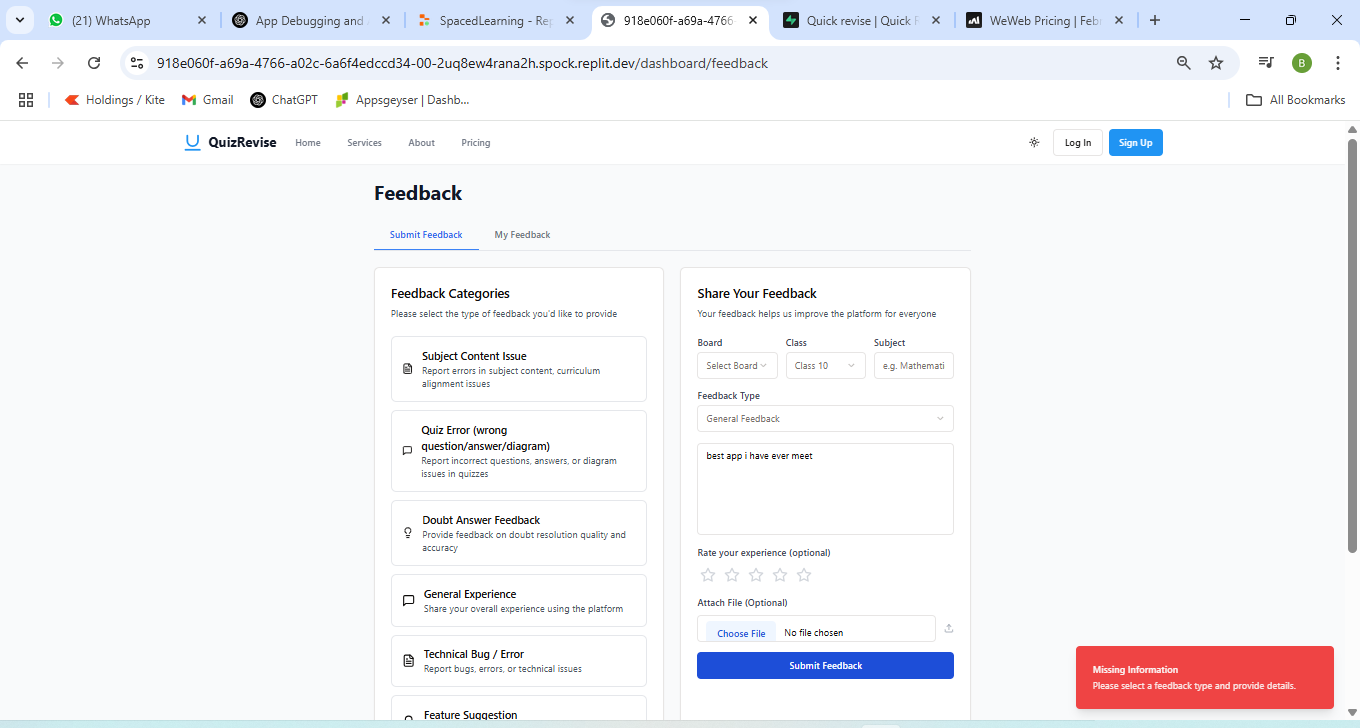 (21) WhatsApp
App Debugging and
SpacedLearning - Rep
918e060f-a69a-4766-
Quick revise | Quick
WeWeb Pricing | Feb
918e060f-a69a-4766-a02c-6a6f4edccd34-00-2uq8ew4rana2h.spock.replit.dev/dashboard/feedback
B
Holdings / Kite
Gmail
ChatGPT
Appsgeyser | Dashb...
All Bookmarks
QuizRevise
Home
Services
About
Pricing
Log In
Sign Up
Feedback
Submit Feedback
My Feedback
Feedback Categories
Please select the type of feedback you'd like to provide
Subject Content Issue
Report errors in subject content, curriculum
alignment issues
Quiz Error (wrong
question/answer/diagram)
Report incorrect questions, answers, or diagram
issues in quizzes
Doubt Answer Feedback
Provide feedback on doubt resolution quality and
accuracy
General Experience
Share your overall experience using the platform
Technical Bug / Error
Report bugs, errors, or technical issues
Feature Suggestion
Share Your Feedback
Your feedback helps us improve the platform for everyone
Board
Class
Subject
Select Board
Class 10
e.g. Mathemati
Feedback Type
General Feedback
best app i have ever meet
Rate your experience (optional)
Attach File (Optional)
Choose File
No file chosen
Submit Feedback
Missing Information
Please select a feedback type and provide details.